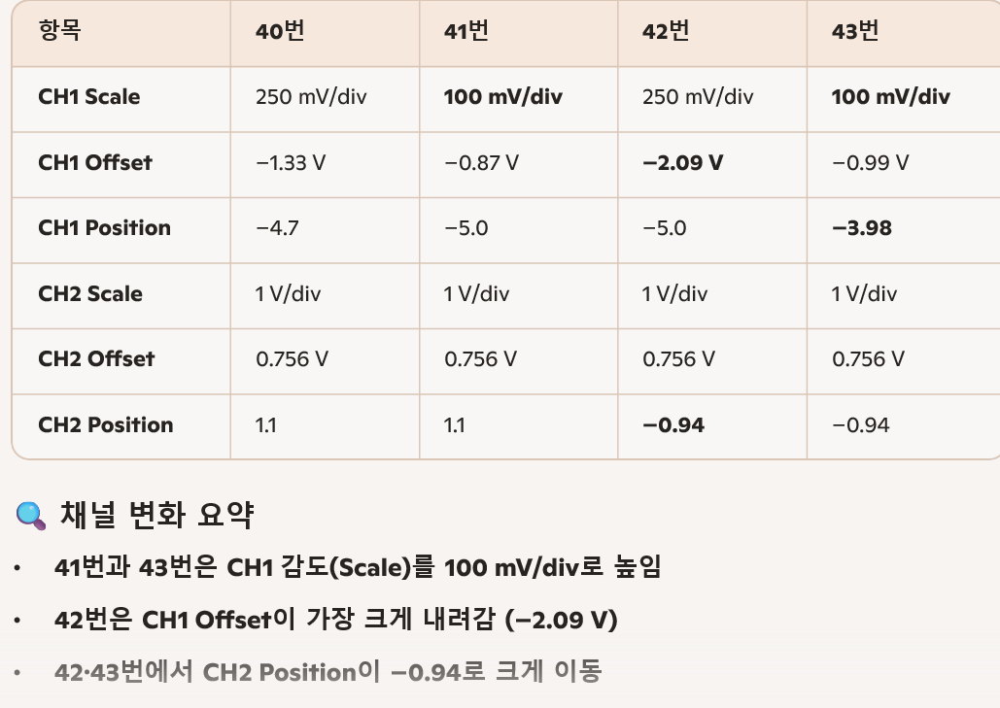 항목 40번 41번 42번 43번
CH1 Scale 250 mV/div 100 mV/div 250 mV/div 100 mV/div
CH1 Offset −1.33 V −0.87 V −2.09 V −0.99 V
CH1 Position −4.7 −5.0 −5.0 −3.98
CH2 Scale 1 V/div 1 V/div 1 V/div 1 V/div
CH2 Offset 0.756 V 0.756 V 0.756 V 0.756 V
CH2 Position 1.1 1.1 −0.94 −0.94
🔍 채널 변화 요약
• 41번과 43번은 CH1 감도(Scale)를 100 mV/div로 높임
• 42번은 CH1 Offset이 가장 크게 내려감 (−2.09 V)
• 42·43번에서 CH2 Position이 −0.94로 크게 이동